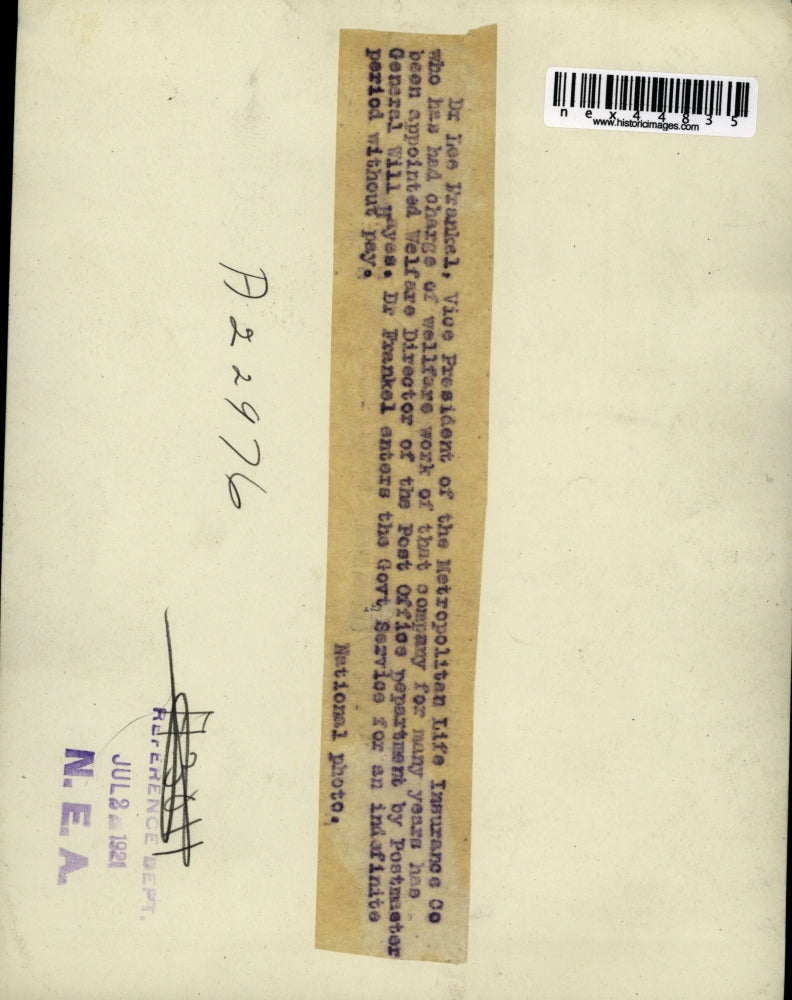 Dr Lee Frankel, Vice President of the Metropolitan Life Insurance Co
who has had charge of wellfare work of that company for many years has
been appointed Welfare Director of the Post Office Department by Postmaster
General Will Hayes. Dr Frankel enters the Govt, Service for an indefinite
period without pay.
National photo.
nex44835
www.historicimages.com
A22976
REFERENCE DEPT.
JUL 2 1921
N. E. A.